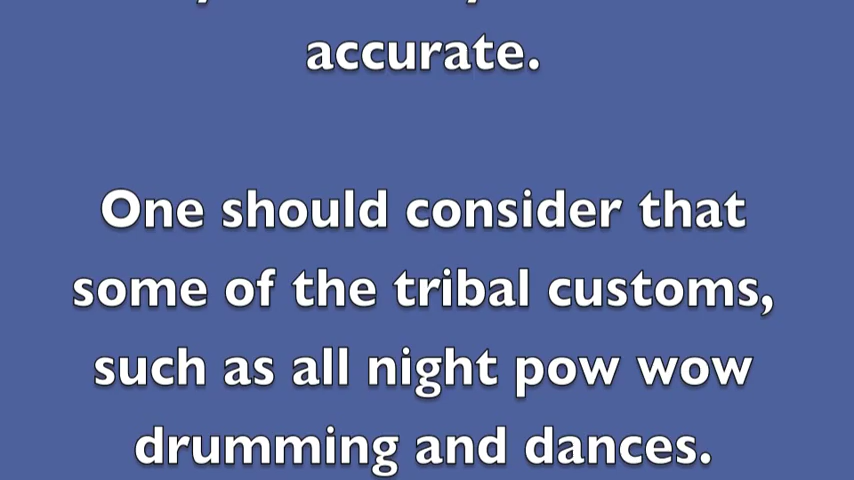 accurate.
One should consider that
some of the tribal customs,
such as all night pow wow
drumming and dances.